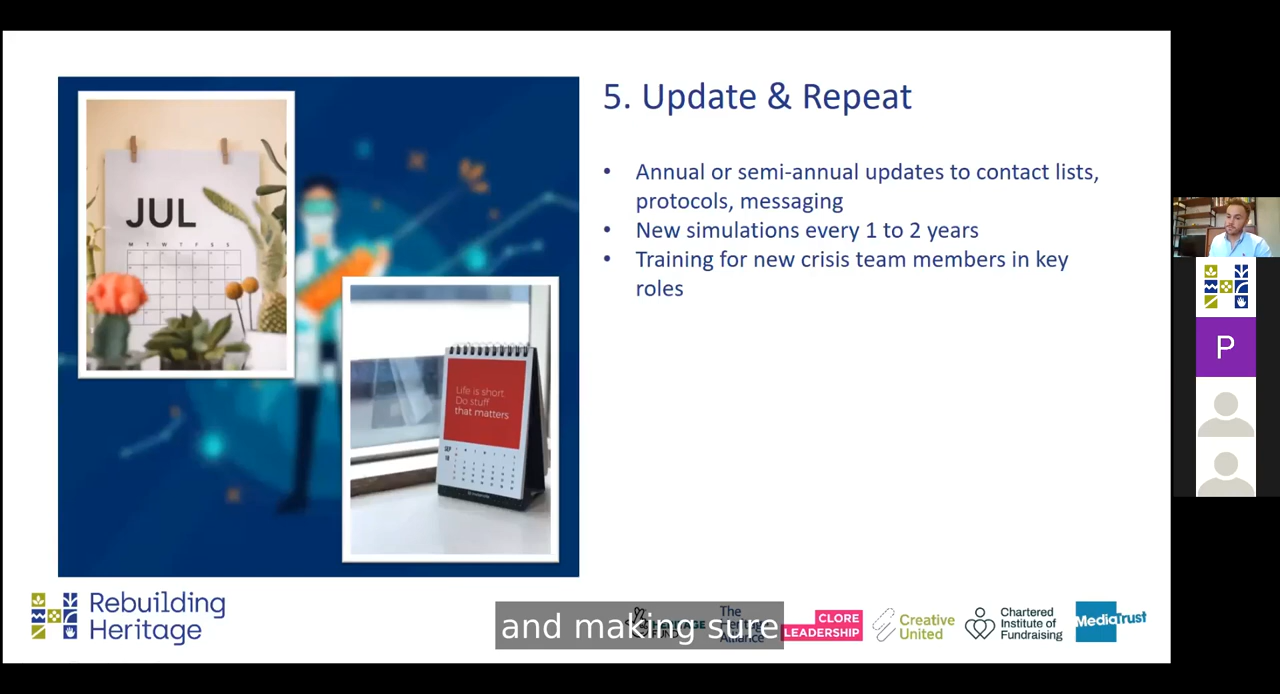 5. Update & Repeat
• Annual or semi-annual updates to contact lists,
protocols, messaging
• New simulations every 1 to 2 years
• Training for new crisis team members in key
roles
JUL
M T W T F S S
Life is short.
Do stuff
that matters
SEP
18
P
Rebuilding
Heritage
and making sure
The
CLORE
LEADERSHIP
Creative
United
Chartered
Institute of
Fundraising
MediaTrust